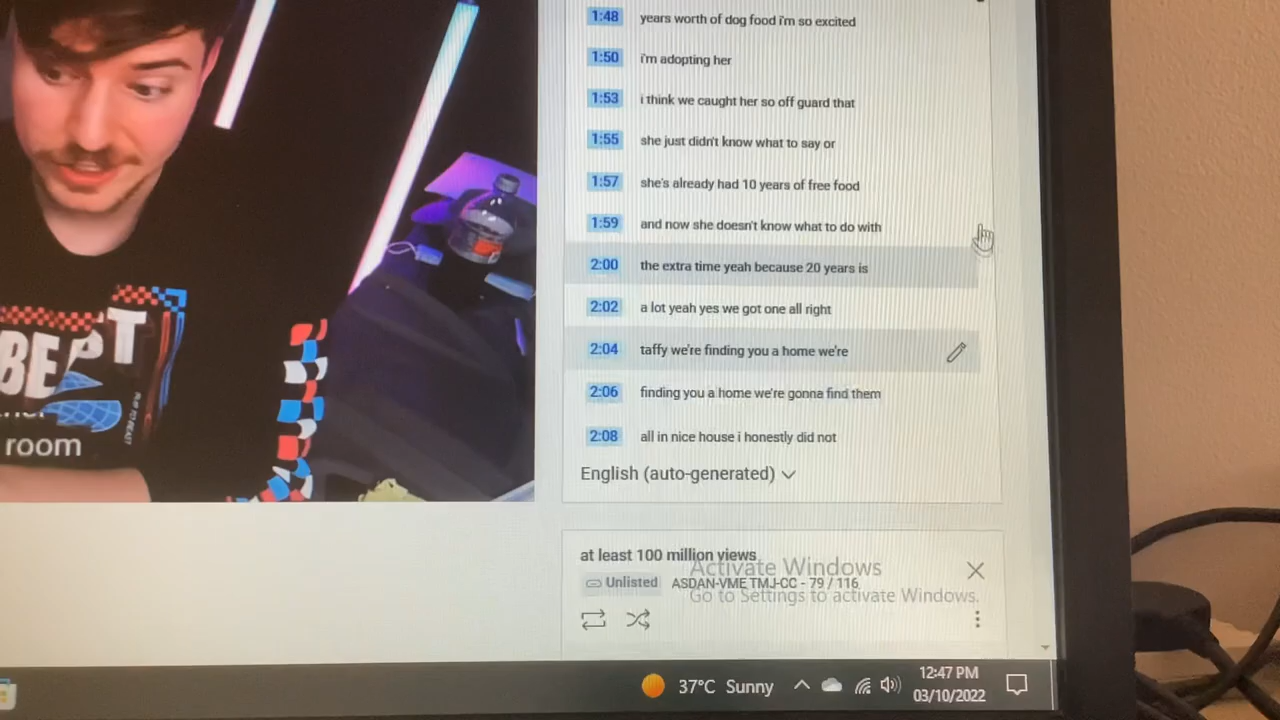 1:48 years worth of dog food i'm so excited
1:50 i'm adopting her
1:53 i think we caught her so off guard that
1:55 she just didn't know what to say or
1:57 she's already had 10 years of free food
1:59 and now she doesn't know what to do with
2:00 the extra time yeah because 20 years is
2:02 a lot yeah yes we got one all right
2:04 taffy we're finding you a home we're
2:06 finding you a home we're gonna find them
2:08 all in nice house i honestly did not
English (auto-generated)
room
at least 100 million views
Activate Windows
Unlisted ASDAN-VME TMJ-CC - 79 / 116
Go to Settings to activate Windows.
37°C Sunny
12:47 PM
03/10/2022